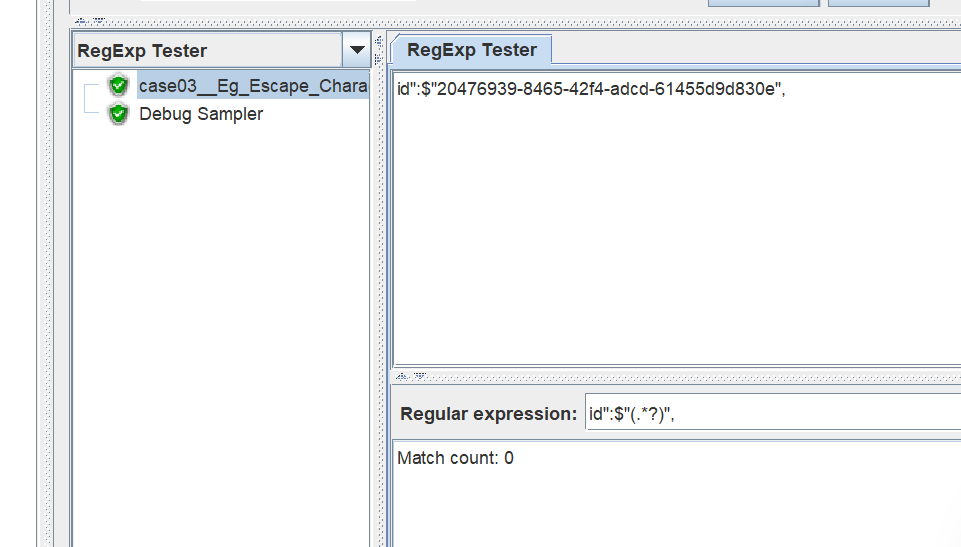 RegExp Tester
case03__Eg_Escape_Chara
Debug Sampler
RegExp Tester
id":$"20476939-8465-42f4-adcd-61455d9d830e",
Regular expression: id":$"(.*?)",
Match count: 0